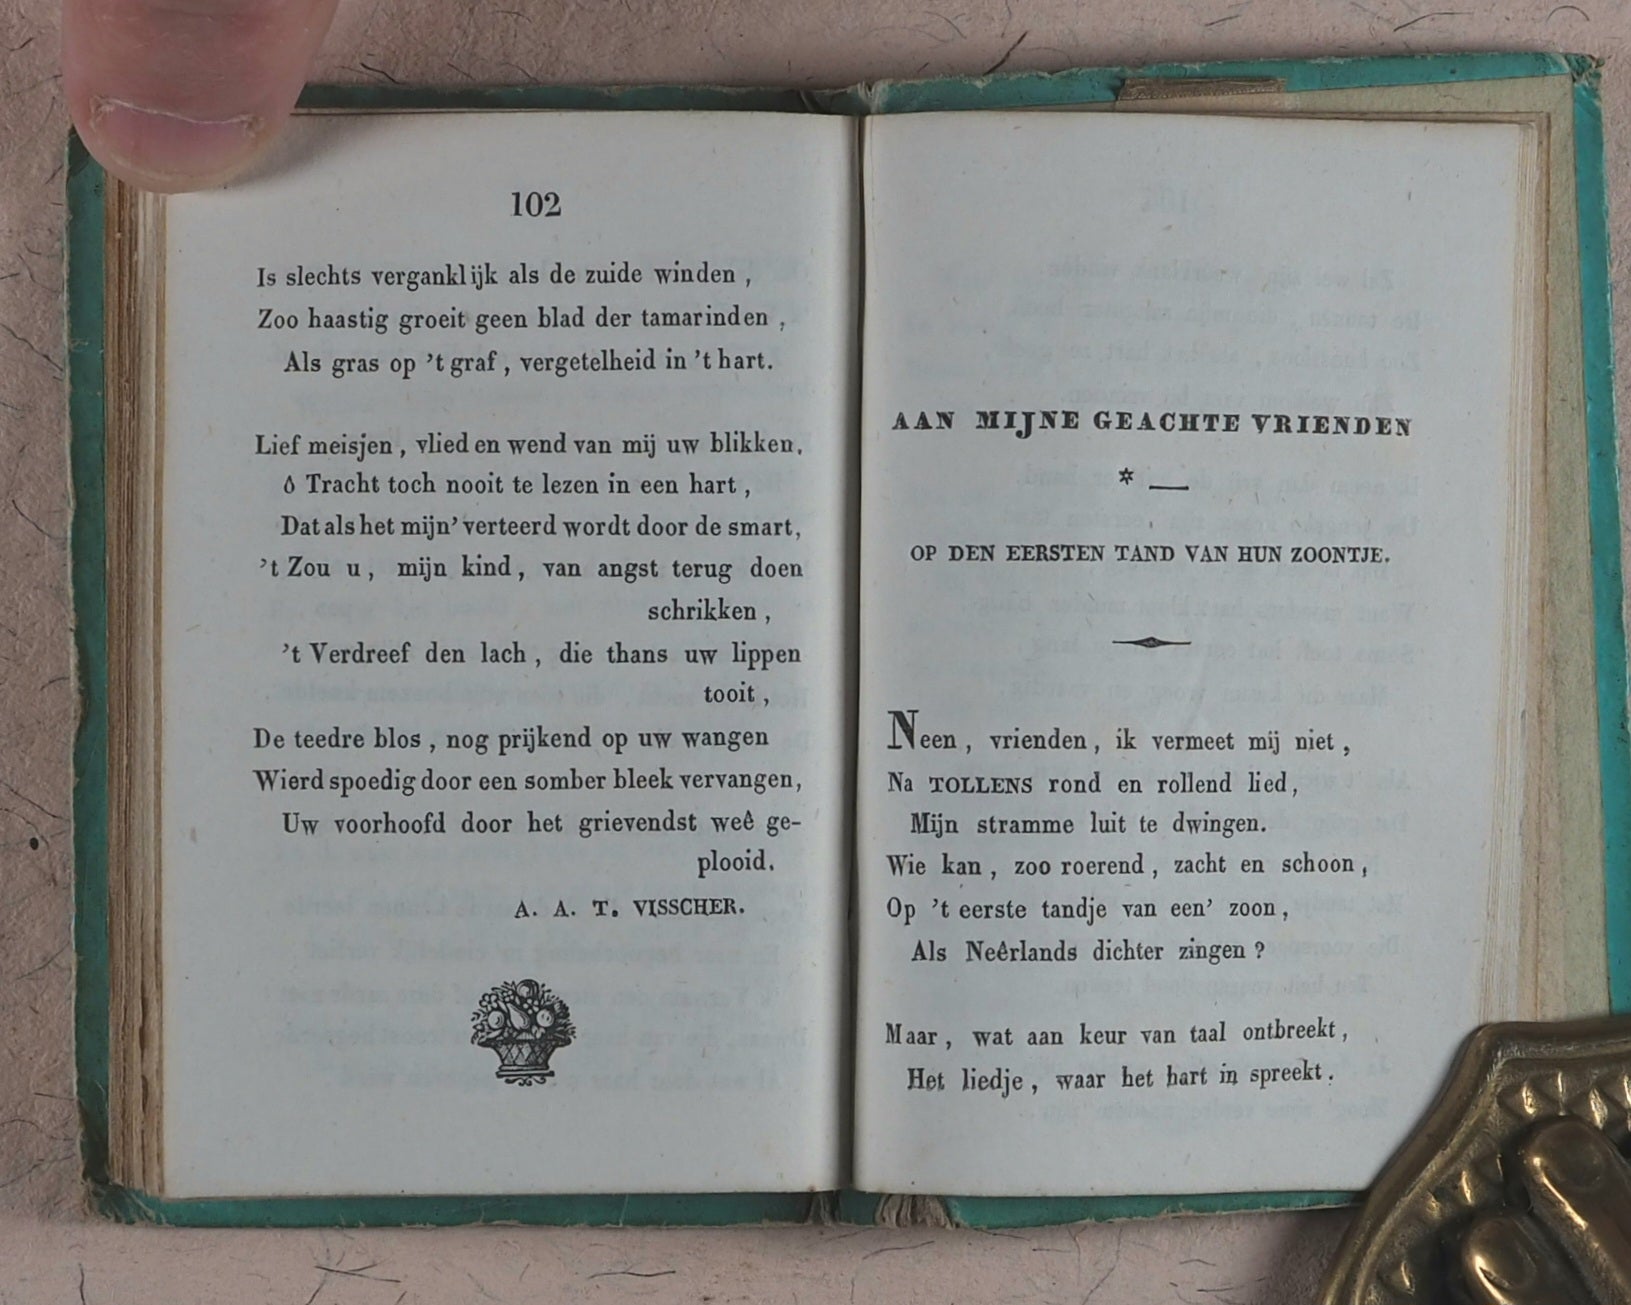 102
Is slechts verganklijk als de zuide winden ,
Zoo haastig groeit geen blad der tamarinden ,
Als gras op 't graf , vergetelheid in 't hart.
Lief meisjen , vlied en wend van mij uw blikken,
ô Tracht toch nooit te lezen in een hart ,
Dat als het mijn' verteerd wordt door de smart,
't Zou u , mijn kind , van angst terug doen
schrikken ,
't Verdreef den lach , die thans uw lippen
tooit ,
De teedre blos , nog prijkend op uw wangen
Wierd spoedig door een somber bleek vervangen,
Uw voorhoofd door het grievendst weê ge-
plooid.
A. A. T. VISSCHER.
AAN MIJNE GEACHTE VRIENDEN
* —
OP DEN EERSTEN TAND VAN HUN ZOONTJE.
Neen , vrienden , ik vermeet mij niet ,
Na TOLLENS rond en rollend lied ,
Mijn stramme luit te dwingen.
Wie kan , zoo roerend , zacht en schoon ,
Op 't eerste tandje van een' zoon ,
Als Neêrlands dichter zingen ?
Maar , wat aan keur van taal ontbreekt ,
Het liedje , waar het hart in spreekt .